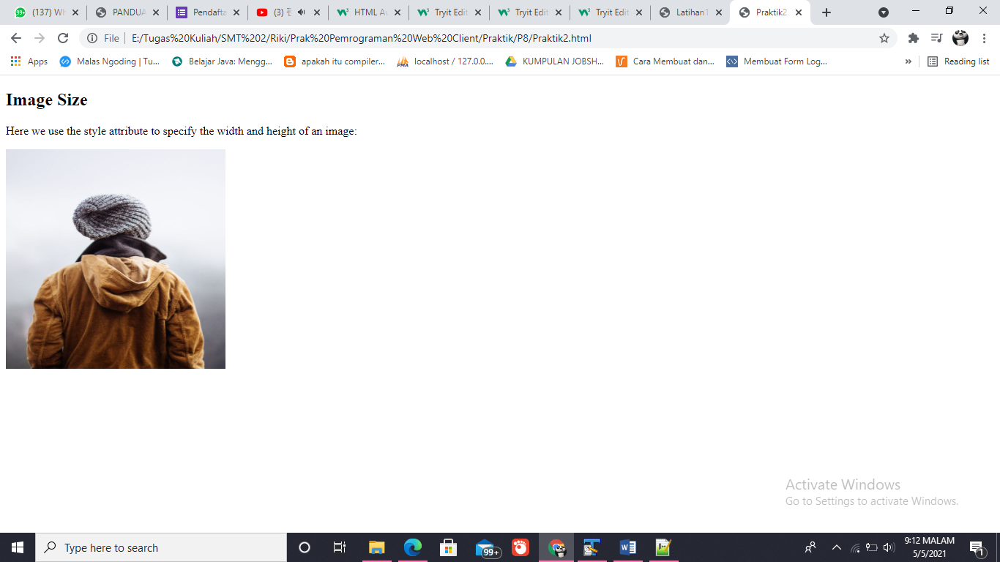 (137) Wh
PANDUA
Pendafta
(3)
HTML Au
Tryit Edit
Tryit Edit
Tryit Edit
Latihan1
Praktik2.
File
E:/Tugas%20Kuliah/SMT%202/Riki/Prak%20Pemrograman%20Web%20Client/Praktik/P8/Praktik2.html
Apps
Malas Ngoding | Tu...
Belajar Java: Mengg...
apakah itu compiler...
localhost / 127.0.0....
KUMPULAN JOBSH...
Cara Membuat dan...
Membuat Form Log...
»
Reading list
Image Size
Here we use the style attribute to specify the width and height of an image:
Activate Windows
Go to Settings to activate Windows.
Type here to search
99+
9:12 MALAM
5/5/2021
1